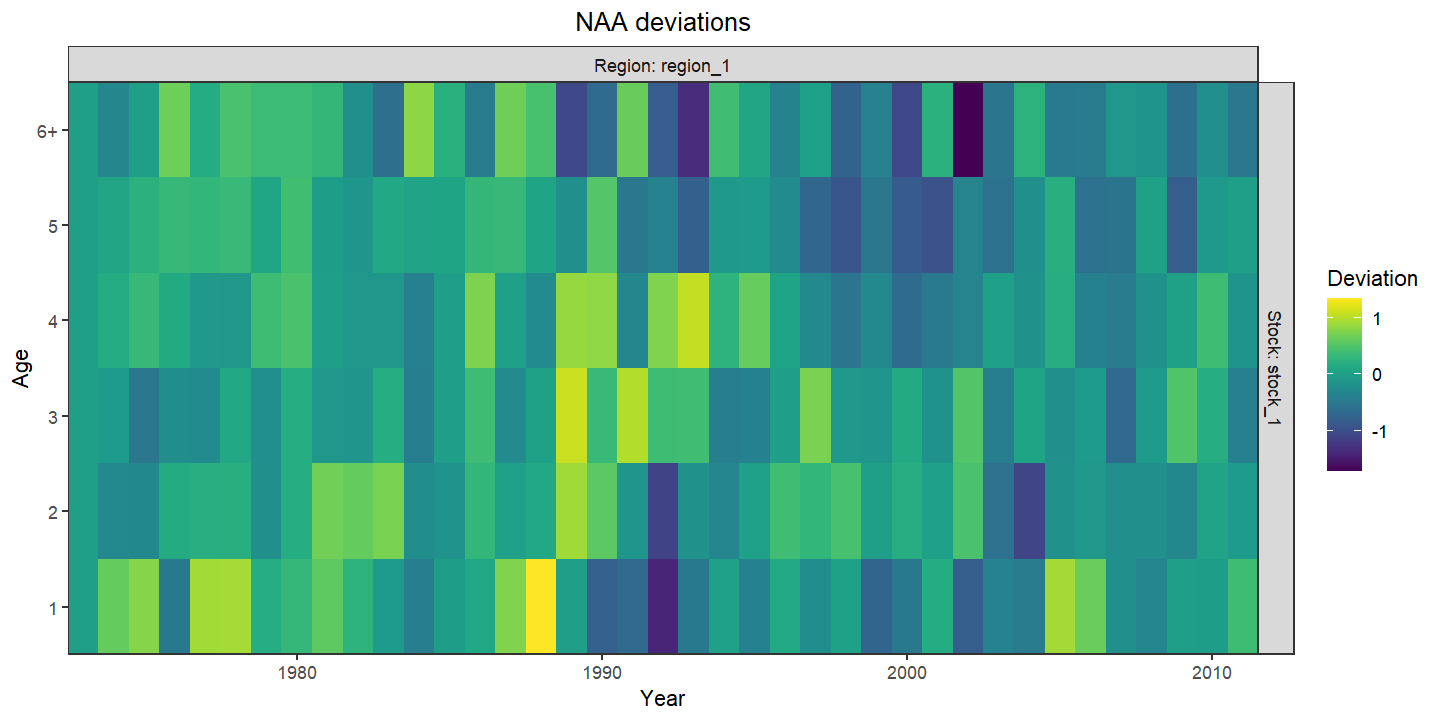 NAA deviations
Region: region_1
Stock: stock_1
Age
6+
5
4
3
2
1
1980
1990
2000
2010
Year
Deviation
1
0
-1